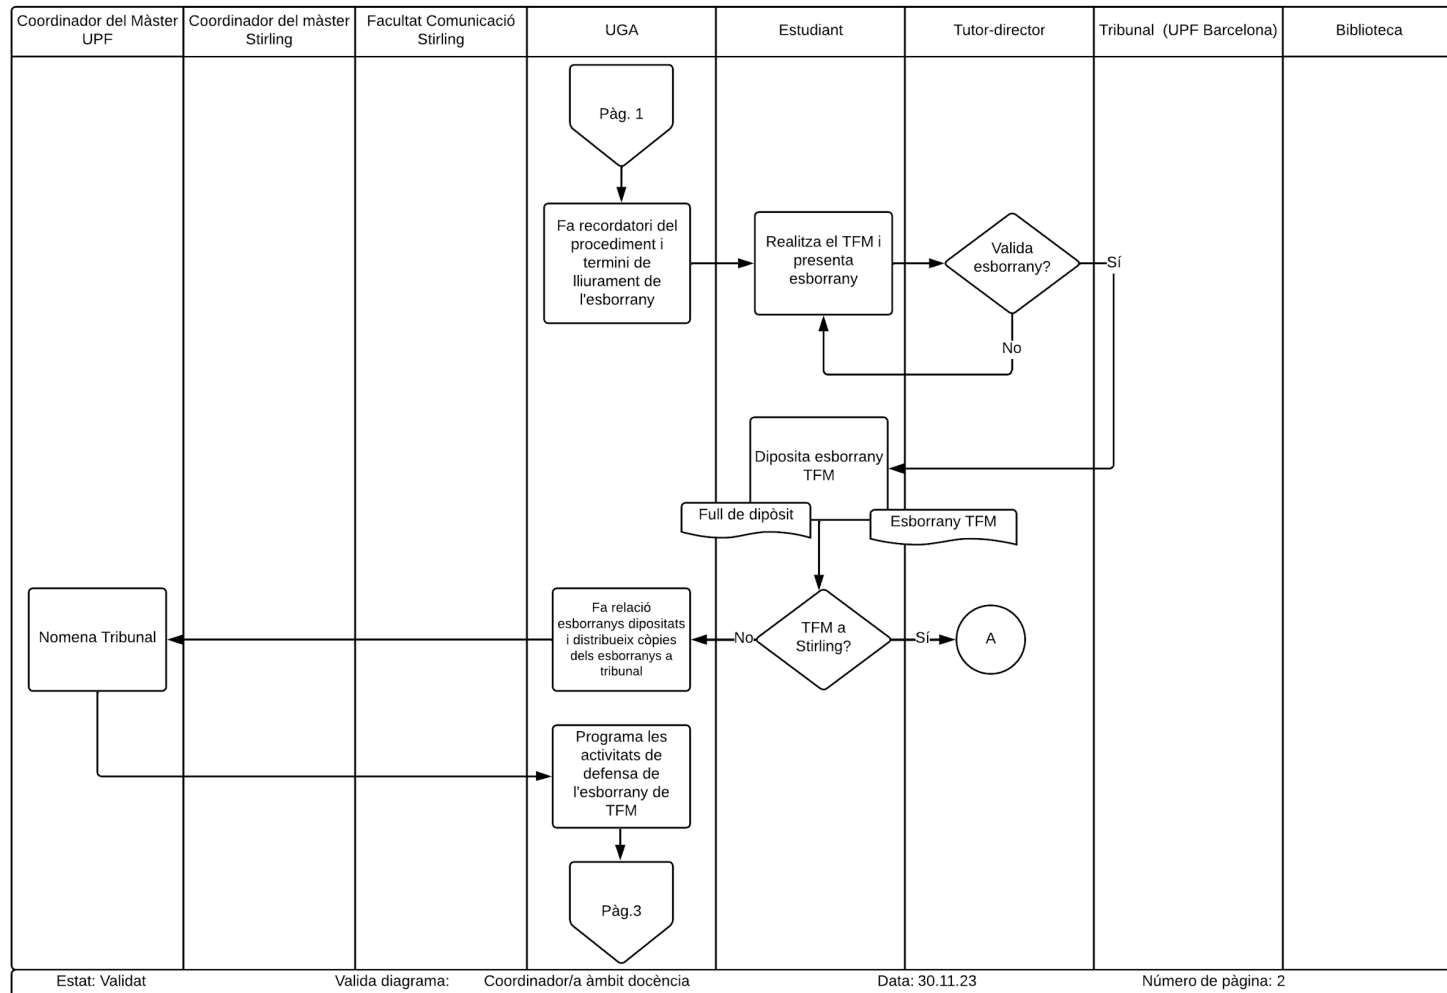 Coordinador del Màster
UPF
Coordinador del màster
Stirling
Facultat Comunicació
Stirling
UGA
Estudiant
Tutor-director
Tribunal (UPF Barcelona)
Biblioteca
Pàg. 1
Fa recordatori del
procediment i
termini de
lliurament de
l'esborrany
Realitza el TFM i
presenta
esborrany
Valida
esborrany?
Sí
No
Diposita esborrany
TFM
Full de dipòsit
Esborrany TFM
Nomena Tribunal
Fa relació
esborranys dipositats
i distribueix còpies
dels esborranys a
tribunal
No
TFM a
Stirling?
Sí
A
Programa les
activitats de
defensa de
l'esborrany de
TFM
Pàg.3
Estat: Validat
Valida diagrama:
Coordinador/a àmbit docència
Data: 30.11.23
Número de pàgina: 2